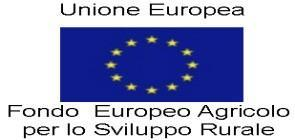 Unione Europea
Fondo Europeo Agricolo
per lo Sviluppo Rurale